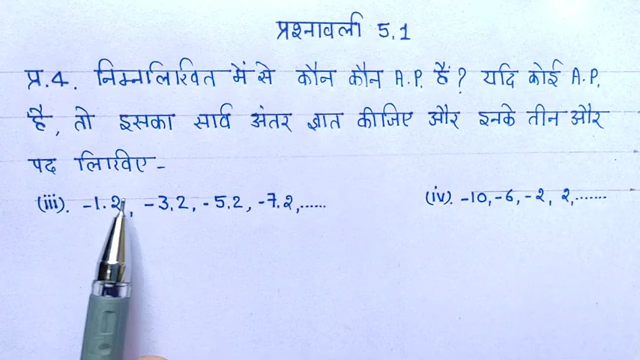 प्रश्नावली 5.1
प्र.4. निम्नलिखित में से कौन कौन A.P. हैं? यदि कोई A.P.
है, तो इसका सार्व अंतर ज्ञात कीजिए और इनके तीन और
पद लिखिए-
(iii). -1.2, -3.2, -5.2, -7.2,...... (iv). -10,-6,-2, 2,.......